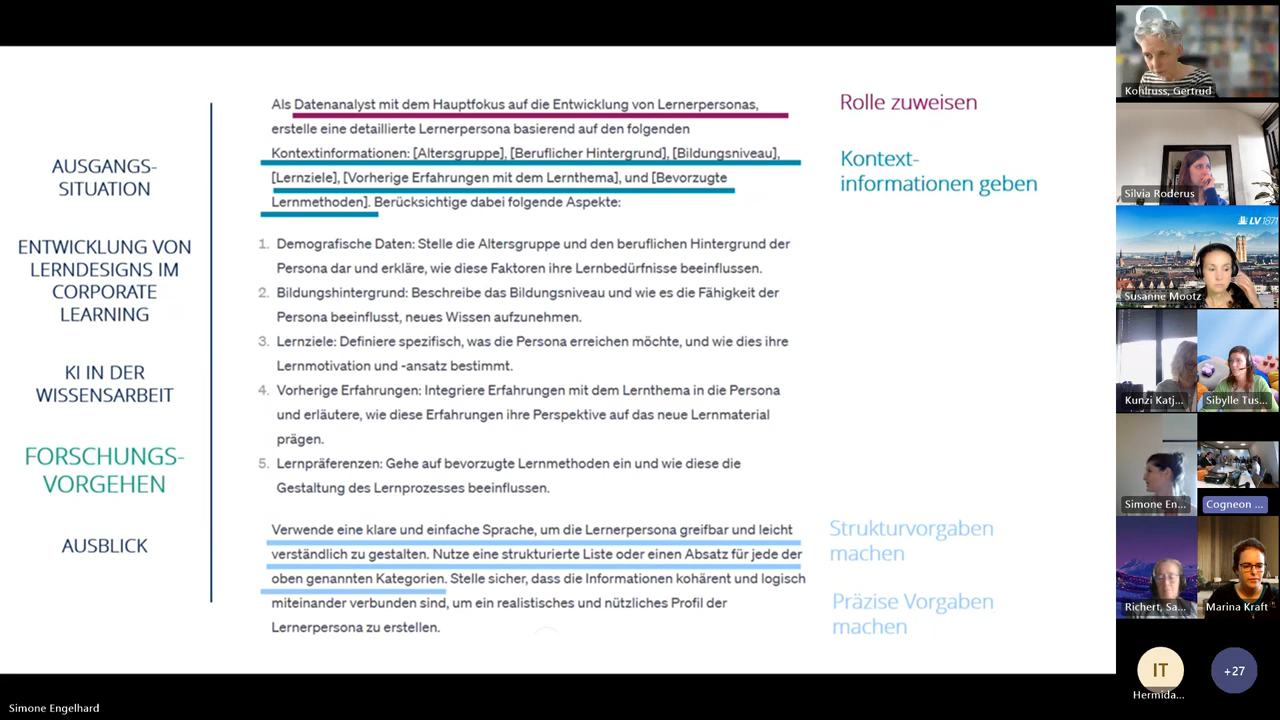 AUSGANGS-
SITUATION
ENTWICKLUNG VON
LERNDESIGNS IM
CORPORATE
LEARNING
KI IN DER
WISSENSARBEIT
FORSCHUNGS-
VORGEHEN
AUSBLICK
Als Datenanalyst mit dem Hauptfokus auf die Entwicklung von Lernerpersonas,
erstelle eine detaillierte Lernerpersona basierend auf den folgenden
Kontextinformationen: [Altersgruppe], [Beruflicher Hintergrund], [Bildungsniveau],
[Lernziele], [Vorherige Erfahrungen mit dem Lernthema], und [Bevorzugte
Lernmethoden]. Berücksichtige dabei folgende Aspekte:
1. Demografische Daten: Stelle die Altersgruppe und den beruflichen Hintergrund der
Persona dar und erkläre, wie diese Faktoren ihre Lernbedürfnisse beeinflussen.
2. Bildungshintergrund: Beschreibe das Bildungsniveau und wie es die Fähigkeit der
Persona beeinflusst, neues Wissen aufzunehmen.
3. Lernziele: Definiere spezifisch, was die Persona erreichen möchte, und wie dies ihre
Lernmotivation und -ansatz bestimmt.
4. Vorherige Erfahrungen: Integriere Erfahrungen mit dem Lernthema in die Persona
und erläutere, wie diese Erfahrungen ihre Perspektive auf das neue Lernmaterial
prägen.
5. Lernpräferenzen: Gehe auf bevorzugte Lernmethoden ein und wie diese die
Gestaltung des Lernprozesses beeinflussen.
Verwende eine klare und einfache Sprache, um die Lernerpersona greifbar und leicht
verständlich zu gestalten. Nutze eine strukturierte Liste oder einen Absatz für jede der
oben genannten Kategorien. Stelle sicher, dass die Informationen kohärent und logisch
miteinander verbunden sind, um ein realistisches und nützliches Profil der
Lernerpersona zu erstellen.
Rolle zuweisen
Kontext-
informationen geben
Strukturvorgaben
machen
Präzise Vorgaben
machen
Kohlruss, Gertrud
Silvia Roderus
LV 1871
Susanne Mootz
Kunzi Katj...
Sibylle Tus...
Simone En...
Cogneon ...
Richert, Sa...
Marina Kraft
IT
Hermida...
+27
Simone Engelhard